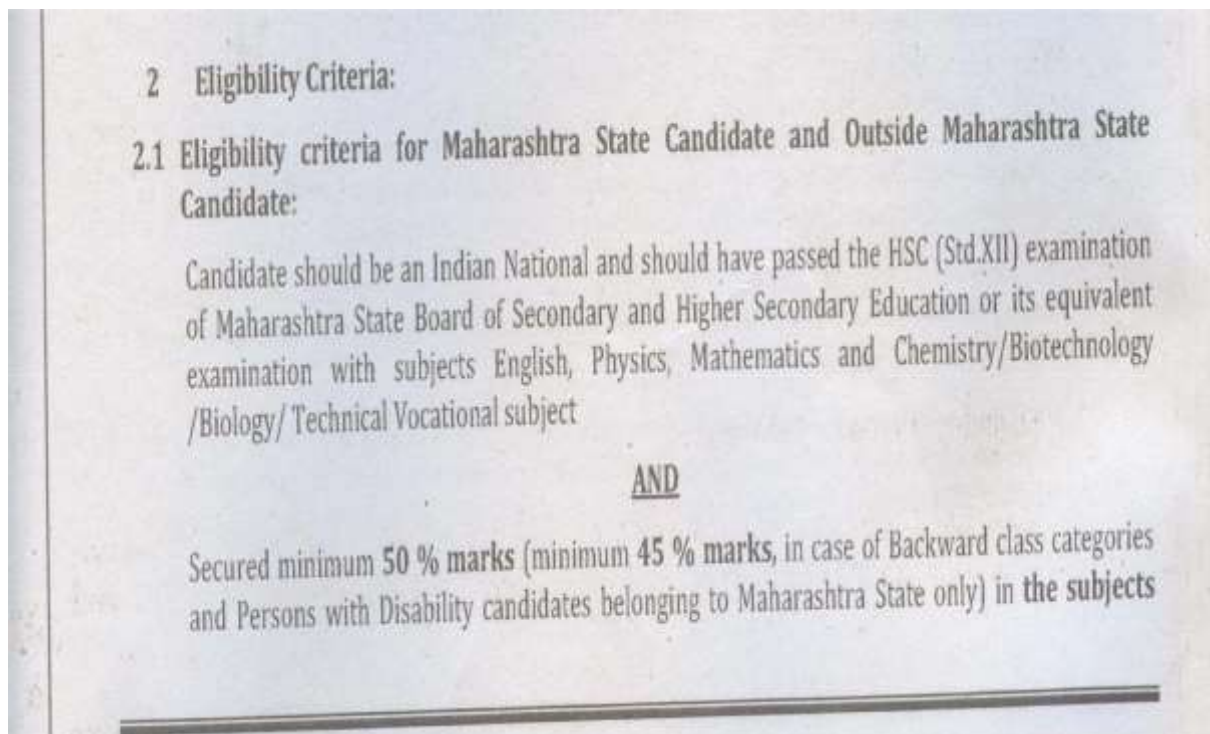 2 Eligibility Criteria:
2.1 Eligibility criteria for Maharashtra State Candidate and Outside Maharashtra State
Candidate:
Candidate should be an Indian National and should have passed the HSC (Std.XII) examination
of Maharashtra State Board of Secondary and Higher Secondary Education or its equivalent
examination with subjects English, Physics, Mathematics and Chemistry/Biotechnology
/Biology/ Technical Vocational subject
AND
Secured minimum 50 % marks (minimum 45 % marks, in case of Backward class categories
and Persons with Disability candidates belonging to Maharashtra State only) in the subjects